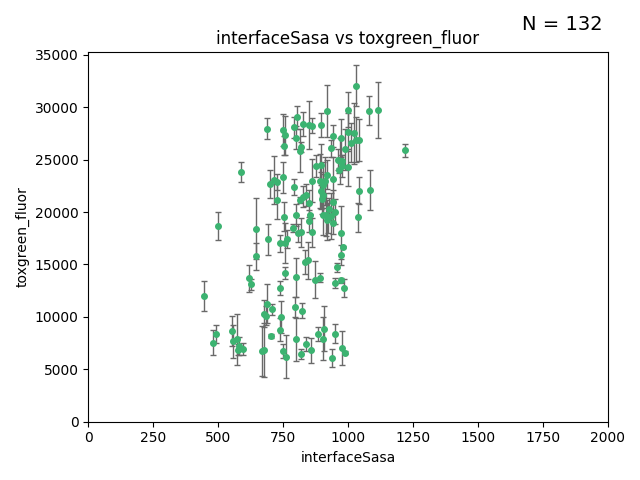 N = 132
interfaceSasa vs toxgreen_fluor
toxgreen_fluor
35000
30000
25000
20000
15000
10000
5000
0
0 250 500 750 1000 1250 1500 1750 2000
interfaceSasa